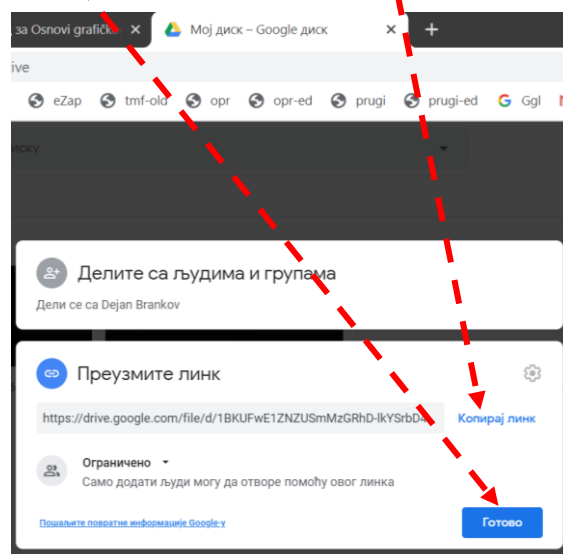 за Osnovi grafičko
Мој диск – Google диск
ive
eZap tmf-old opr opr-ed prugi prugi-ed Ggl
иску
Делите са људима и групама
Дели се са Dejan Brankov
Преузмите линк
https://drive.google.com/file/d/1BKUFwE1ZNZUSmMzGRhD-lkYSrbD4
Копирај линк
Ограничено
Само додати људи могу да отворе помоћу овог линка
Пошаљите повратне информације Google-у
Готово